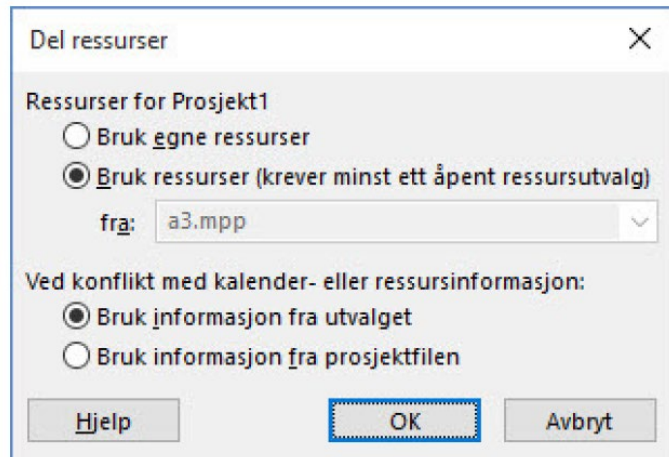 Del ressurser
Ressurser for Prosjekt1
Bruk egne ressurser
Bruk ressurser (krever minst ett åpent ressursutvalg)
fra: a3.mpp
Ved konflikt med kalender- eller ressursinformasjon:
Bruk informasjon fra utvalget
Bruk informasjon fra prosjektfilen
Hjelp OK Avbryt